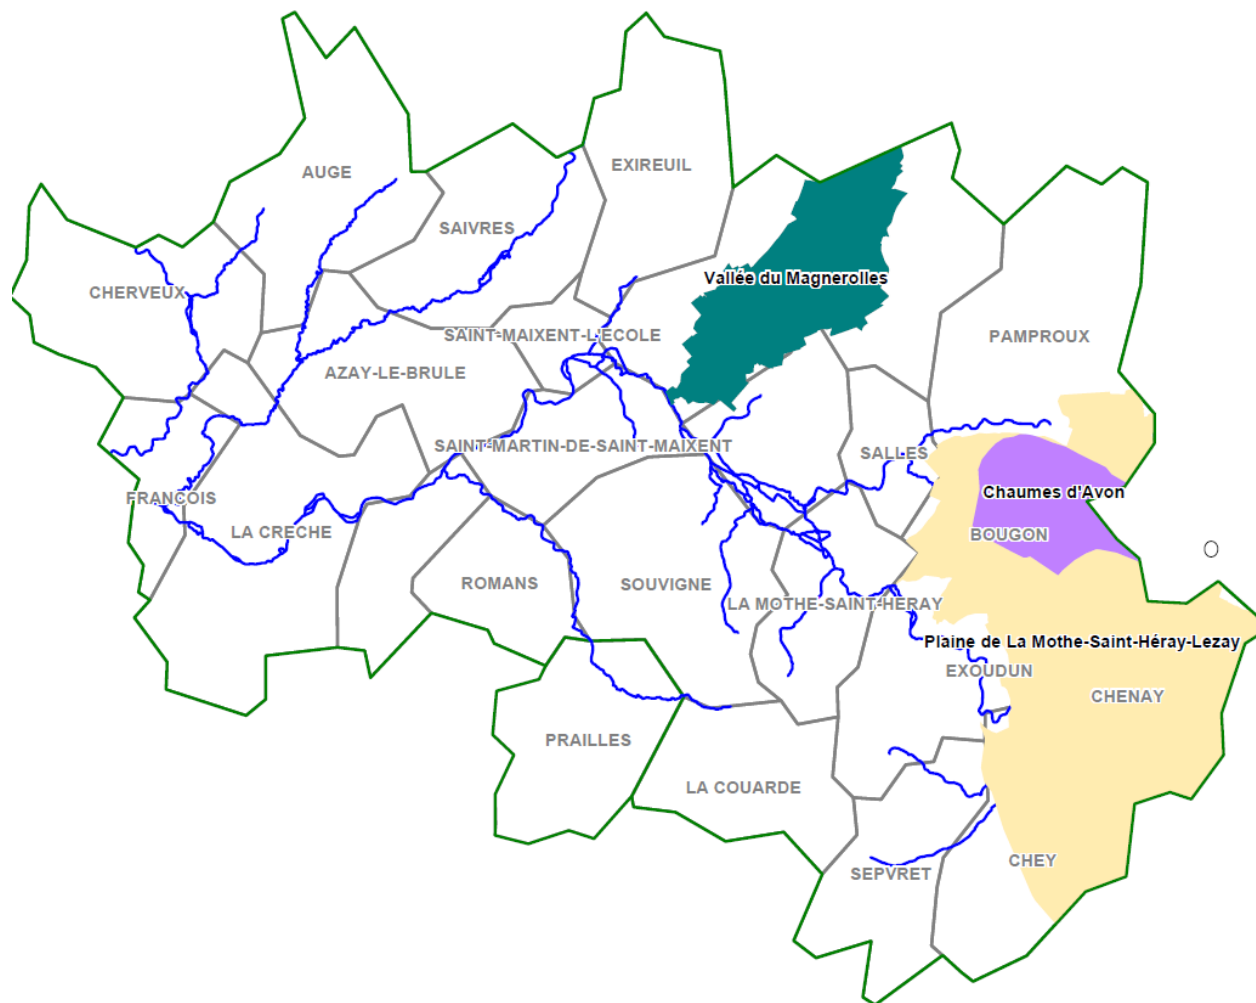 EXIREUIL
AUGE
SAIVRES
Vallée du Magnerolles
CHERVEUX
SAINT-MAIXENT-L'ECOLE
PAMPROUX
AZAY-LE-BRULE
SAINT-MARTIN-DE-SAINT-MAIXENT
SALLES
Chaumes d'Avon
FRANÇOIS
LA CRECHE
BOUGON
ROMANS
SOUVIGNE
LA MOTHE-SAINT-HERAY
Plaine de La Mothe-Saint-Héray-Lezay
EXOUDUN
CHENAY
PRAILLES
LA COUARDE
CHEY
SEPVRET